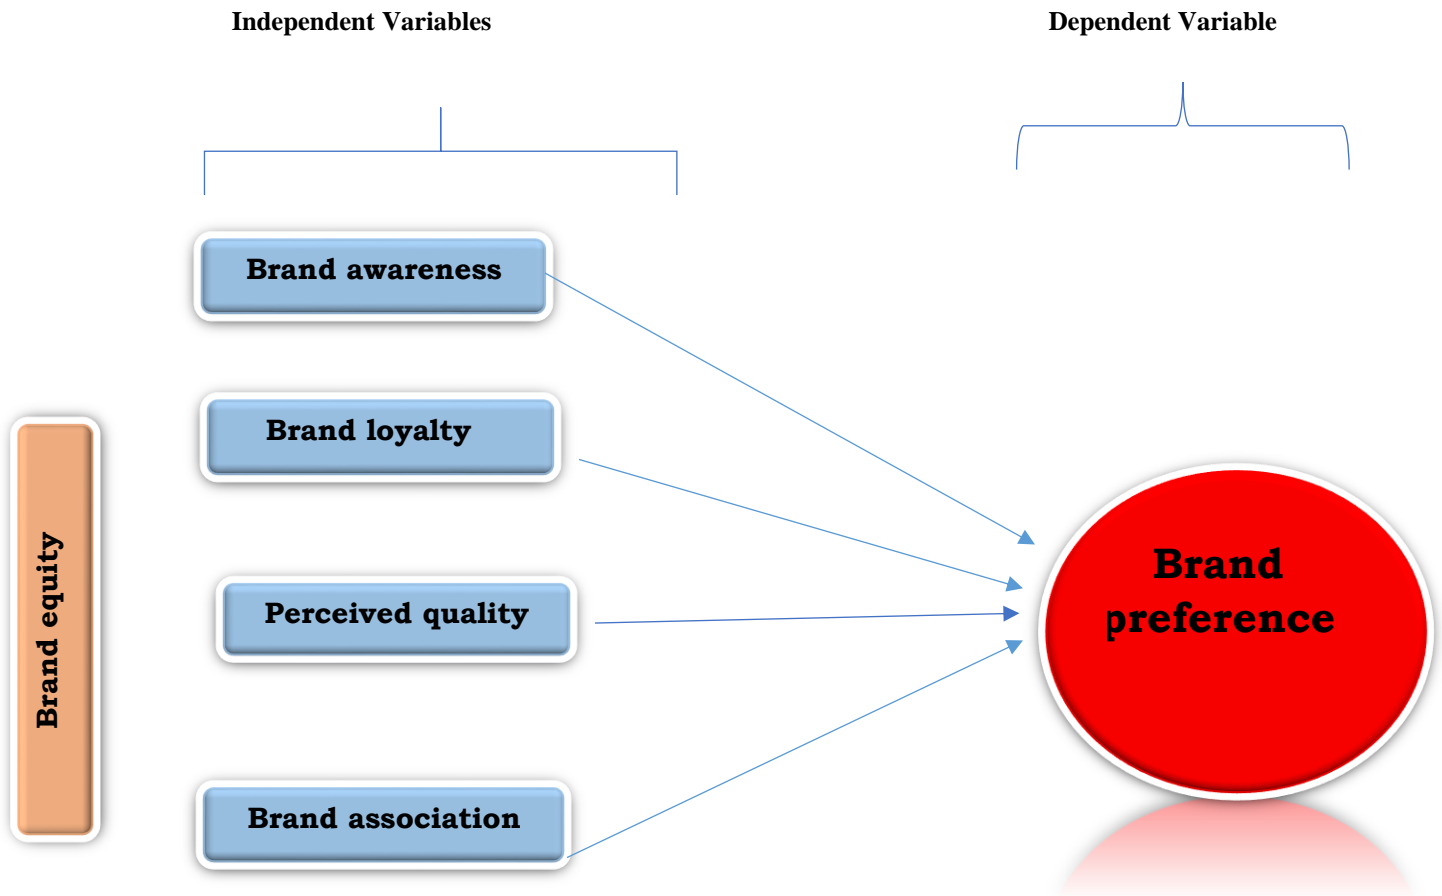 Independent Variables
Dependent Variable
Brand awareness
Brand loyalty
Brand equity
Perceived quality
Brand
preference
Brand association